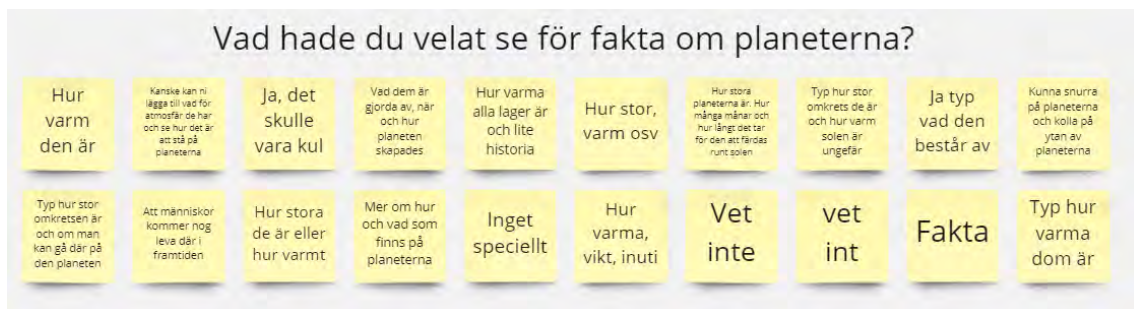 Vad hade du velat se för fakta om planeterna?
Hur
varm
den är
Kanske kan ni
lägga till vad för
atmosfär de har
och se hur det är
att stå på
planeterna
Ja, det
skulle
vara kul
Vad dem är
gjorda av, när
och hur
planeten
skapades
Hur varma
alla lager är
och lite
historia
Hur stor,
varm osv
Hur stora
planeterna är. Hur
många månar och
hur långt det tar
för den att färdas
runt solen
Typ hur stor
omkrets de är
och hur varm
solen är
ungefär
Ja typ
vad den
består av
Kunna snurra
på planeterna
och kolla på
ytan av
planeterna
Typ hur stor
omkretsen är
och om man
kan gå där på
den planeten
Att människor
kommer nog
leva där i
framtiden
Hur stora
de är eller
hur varmt
Mer om hur
och vad som
finns på
planeterna
Inget
speciellt
Hur
varma,
vikt, inuti
Vet
inte
vet
int
Fakta
Typ hur
varma
dom är